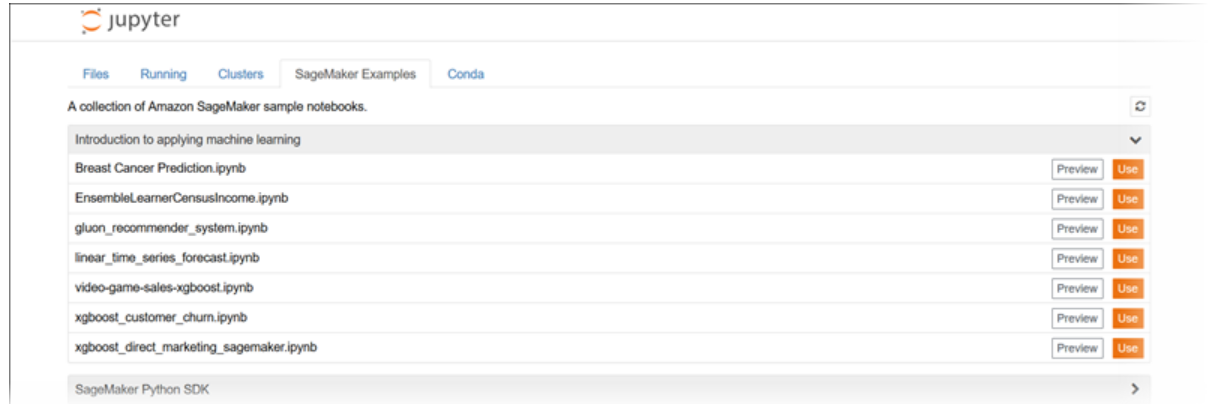 jupyter
Files Running Clusters SageMaker Examples Conda
A collection of Amazon SageMaker sample notebooks.
Introduction to applying machine learning
Breast Cancer Prediction.ipynb Preview Use
EnsembleLearnerCensusIncome.ipynb Preview Use
gluon_recommender_system.ipynb Preview Use
linear_time_series_forecast.ipynb Preview Use
video-game-sales-xgboost.ipynb Preview Use
xgboost_customer_churn.ipynb Preview Use
xgboost_direct_marketing_sagemaker.ipynb Preview Use
SageMaker Python SDK